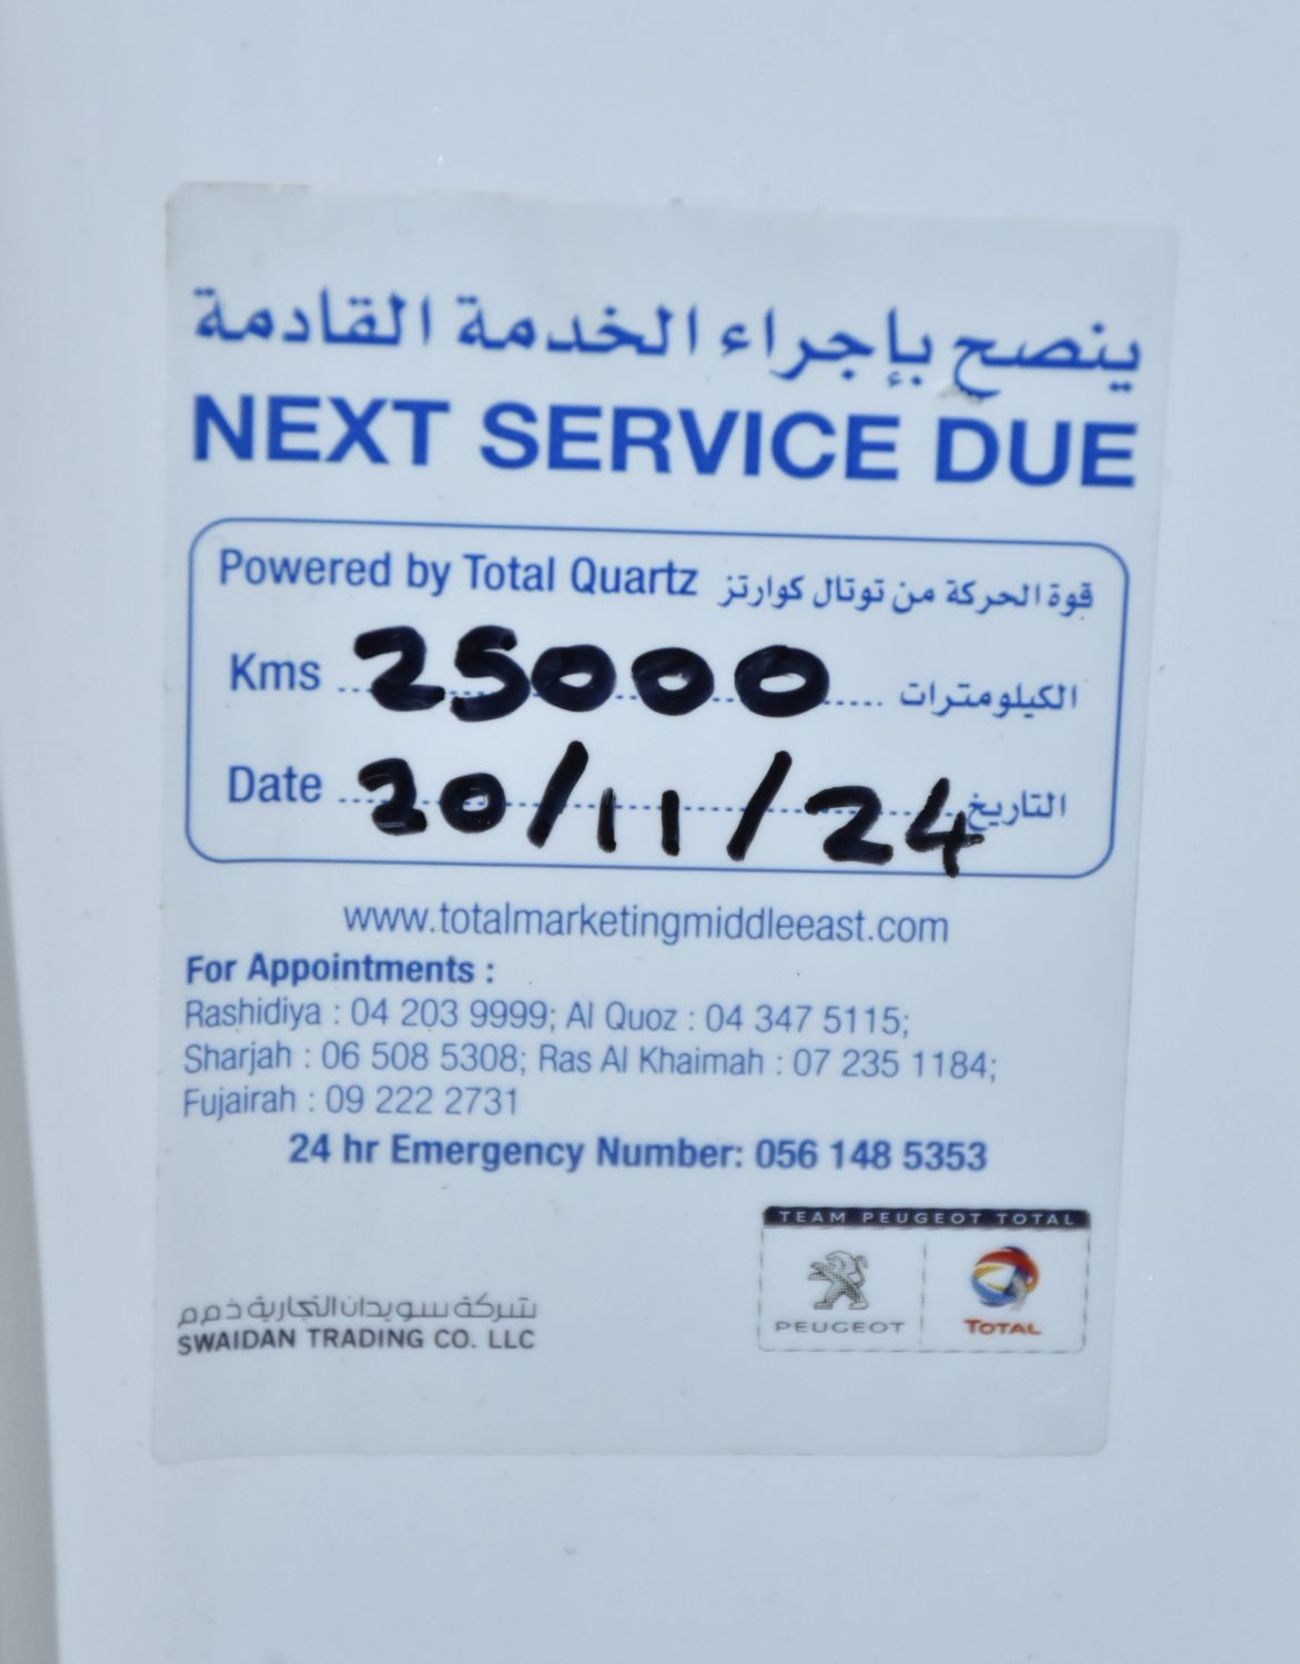 ينصح بإجراء الخدمة القادمة
NEXT SERVICE DUE
Powered by Total Quartz قوة الحركة من توتال كوارتز
Kms 25000 الكيلومترات
Date 20/11/24 التاريخ
www.totalmarketingmiddleeast.com
For Appointments :
Rashidiya : 04 203 9999; Al Quoz : 04 347 5115;
Sharjah : 06 508 5308; Ras Al Khaimah : 07 235 1184;
Fujairah : 09 222 2731
24 hr Emergency Number: 056 148 5353
TEAM PEUGEOT TOTAL
PEUGEOT TOTAL
شركة سويدان التجارية ذ م م
SWAIDAN TRADING CO. LLC